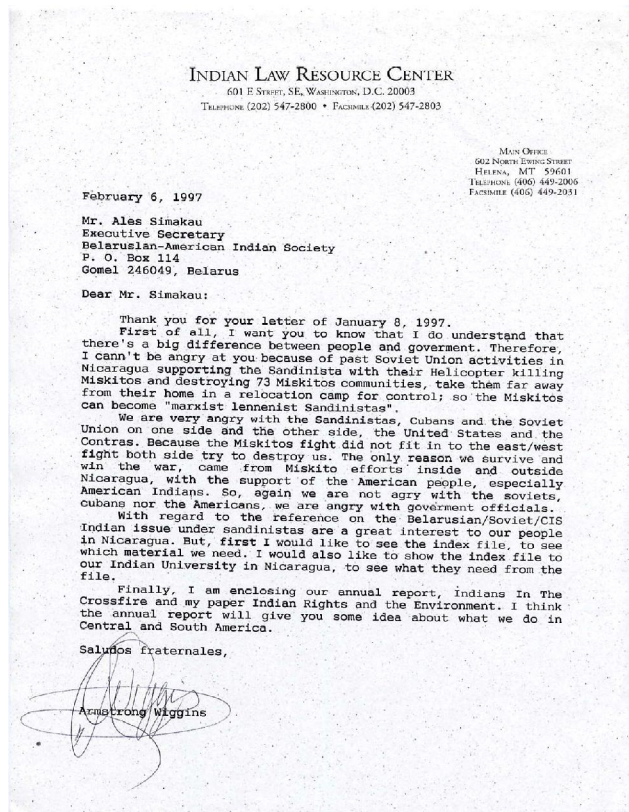 INDIAN LAW RESOURCE CENTER
601 E STREET, SE, WASHINGTON, D.C. 20003
TELEPHONE (202) 547-2800 • FACSIMILE (202) 547-2803
MAIN OFFICE
602 NORTH EWING STREET
HELENA, MT 59601
TELEPHONE (406) 449-2006
FACSIMILE (406) 449-2031
February 6, 1997
Mr. Ales Simakau
Executive Secretary
Belaruslan-American Indian Society
P. O. Box 114
Gomel 246049, Belarus
Dear Mr. Simakau:
Thank you for your letter of January 8, 1997.
First of all, I want you to know that I do understand that
there's a big difference between people and goverment. Therefore,
I cann't be angry at you because of past Soviet Union activities in
Nicaragua supporting the Sandinista with their Helicopter killing
Miskitos and destroying 73 Miskitos communities, take them far away
from their home in a relocation camp for control; so the Miskitos
can become "marxist lennenist Sandinistas".
We are very angry with the Sandinistas, Cubans and the Soviet
Union on one side and the other side, the United States and the
Contras. Because the Miskitos fight did not fit in to the east/west
fight both side try to destroy us. The only reason we survive and
win the war, came from Miskito efforts inside and outside
Nicaragua, with the support of the American people, especially
American Indians. So, again we are not agry with the soviets,
cubans nor the Americans, we are angry with goverment officials.
With regard to the reference on the Belarusian/Soviet/CIS
Indian issue under sandinistas are a great interest to our people
in Nicaragua. But, first I would like to see the index file, to see
which material we need. I would also like to show the index file to
our Indian University in Nicaragua, to see what they need from the
file.
Finally, I am enclosing our annual report, Indians In The
Crossfire and my paper Indian Rights and the Environment. I think
the annual report will give you some idea about what we do in
Central and South America.
Saludos fraternales,
Armstrong Wiggins